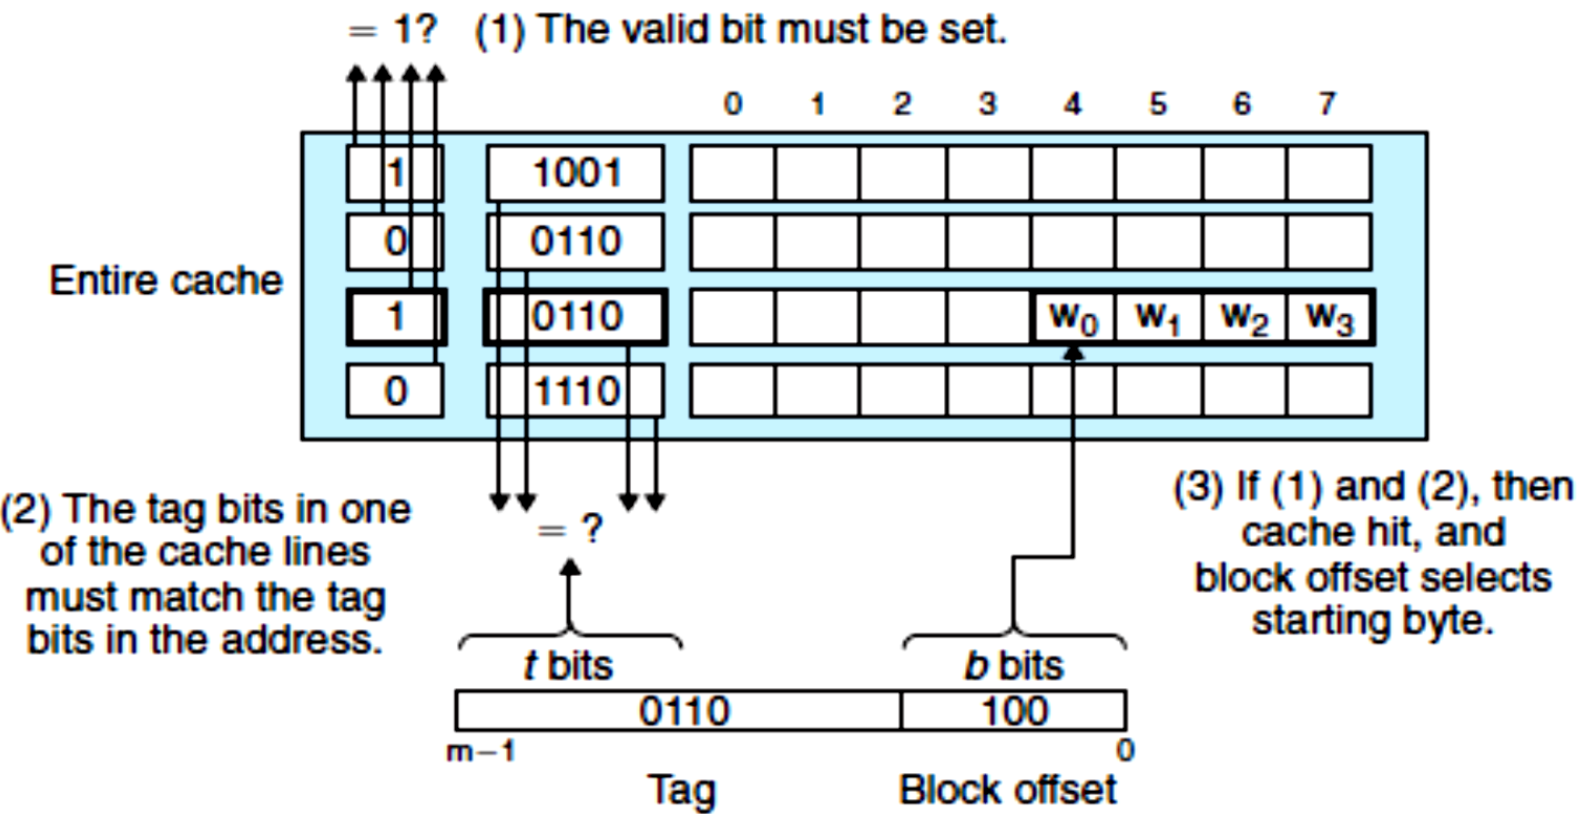 = 1? (1) The valid bit must be set.
0 1 2 3 4 5 6 7
1 1001
0 0110
Entire cache
1 0110 w0 w1 w2 w3
0 1110
(2) The tag bits in one
of the cache lines
must match the tag
bits in the address.
= ?
(3) If (1) and (2), then
cache hit, and
block offset selects
starting byte.
t bits b bits
0110 100
m−1 0
Tag Block offset